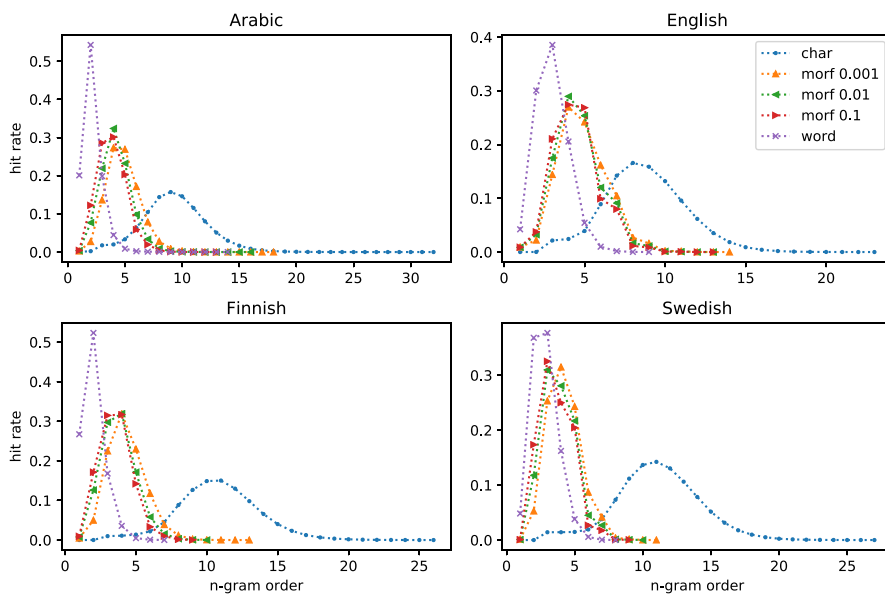 Arabic
hit rate
0.5
0.4
0.3
0.2
0.1
0.0
0 5 10 15 20 25 30
English
0.4
0.3
0.2
0.1
0.0
0 5 10 15 20
char
morf 0.001
morf 0.01
morf 0.1
word
Finnish
hit rate
0.5
0.4
0.3
0.2
0.1
0.0
0 5 10 15 20 25
n-gram order
Swedish
0.3
0.2
0.1
0.0
0 5 10 15 20 25
n-gram order